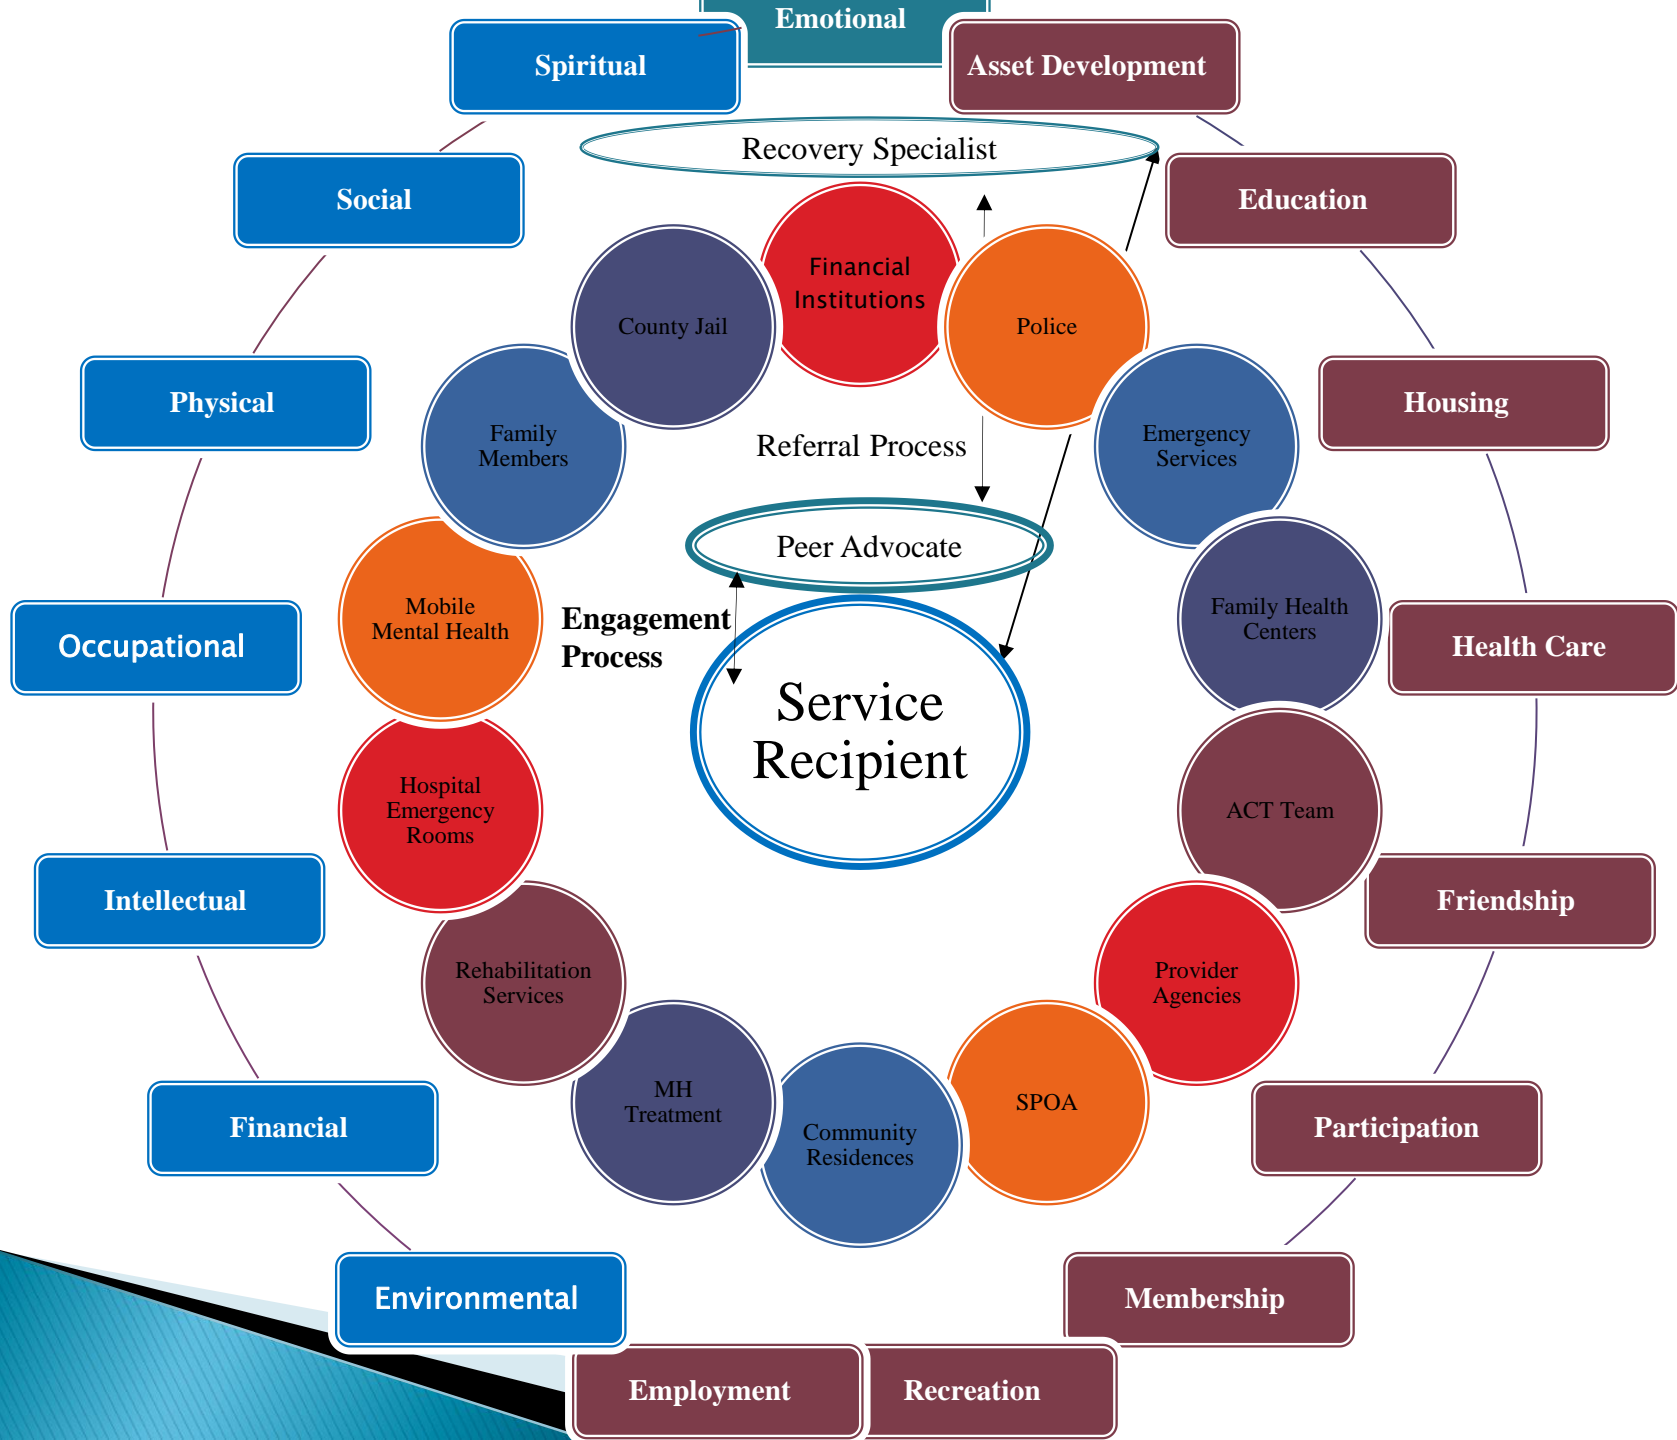 Emotional
Spiritual
Asset Development
Recovery Specialist
Social
Education
Financial
Institutions
County Jail
Police
Physical
Housing
Family
Members
Referral Process
Emergency
Services
Peer Advocate
Mobile
Mental Health
Engagement
Process
Family Health
Centers
Occupational
Health Care
Service
Recipient
Hospital
Emergency
Rooms
ACT Team
Intellectual
Friendship
Rehabilitation
Services
Provider
Agencies
MH
Treatment
SPOA
Community
Residences
Financial
Participation
Environmental
Membership
Employment
Recreation